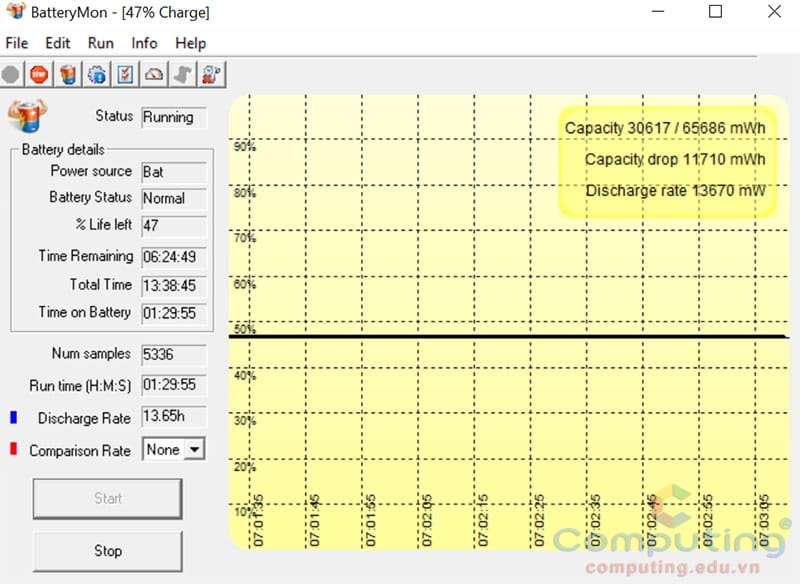 BatteryMon - [47% Charge]
File Edit Run Info Help
STOP
Status Running
Battery details
Power source Bat
Battery Status Normal
% Life left 47
Time Remaining 06:24:49
Total Time 13:38:45
Time on Battery 01:29:55
Num samples 5336
Run time (H:M:S) 01:29:55
Discharge Rate 13.65h
Comparison Rate None
Start
Stop
Capacity 30617 / 65686 mWh
Capacity drop 11710 mWh
Discharge rate 13670 mW
90%
80%
70%
60%
50%
40%
30%
20%
10%
07:01:35
07:01:45
07:01:55
07:02:05
07:02:15
07:02:25
07:02:35
07:02:45
07:02:55
07:03:05
Computing®
computing.edu.vn